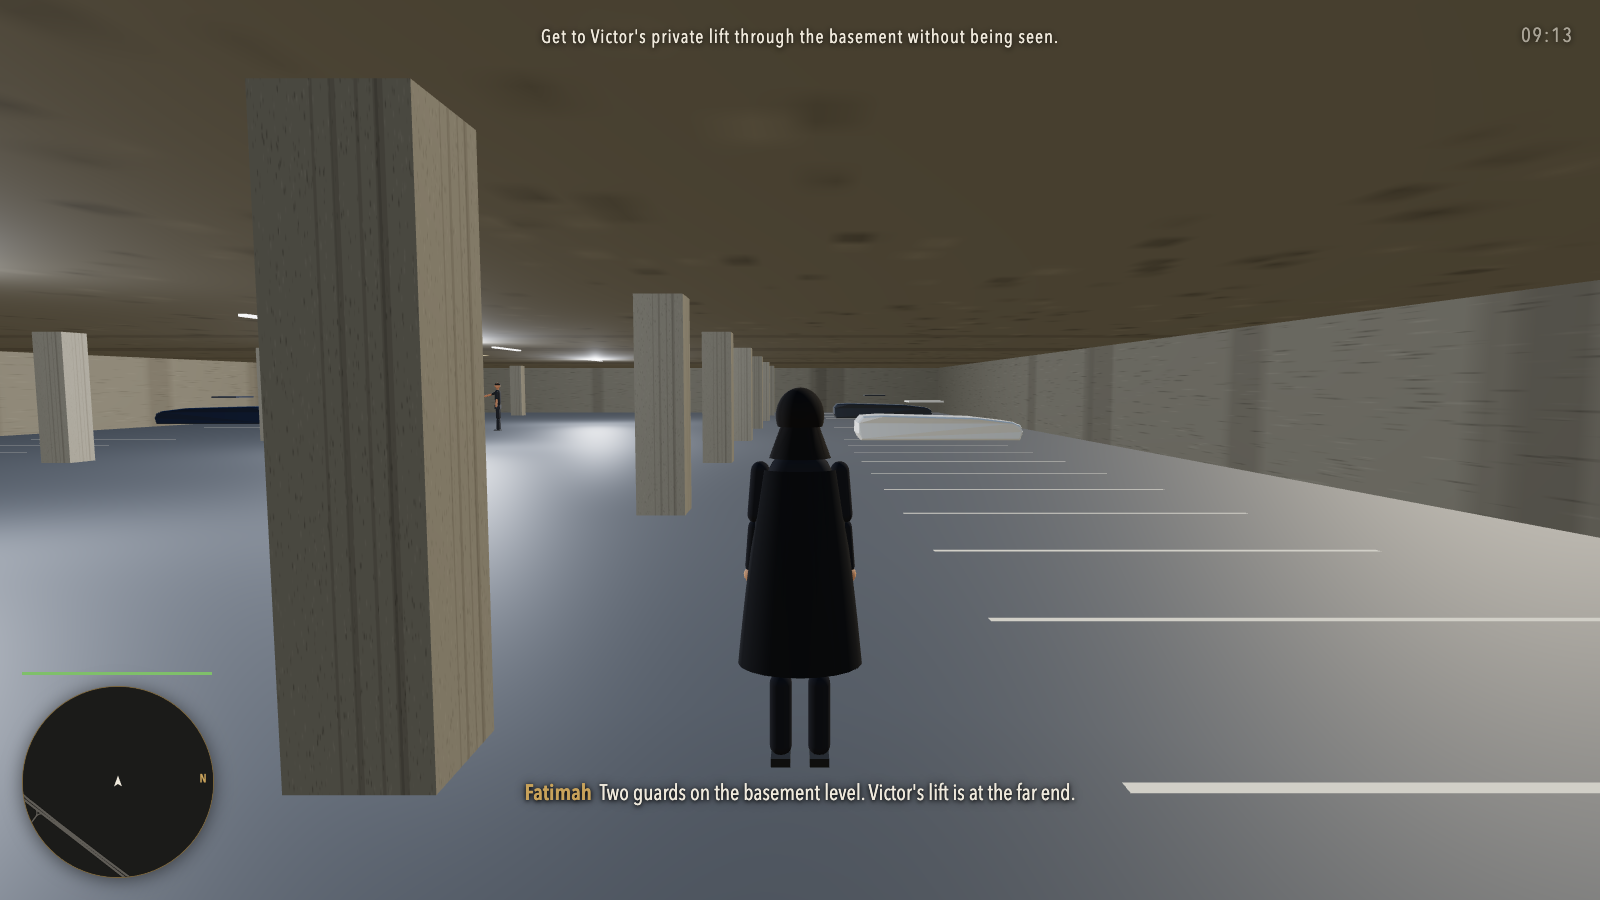 Get to Victor's private lift through the basement without being seen.
09:13
N
Fatimah Two guards on the basement level. Victor's lift is at the far end.